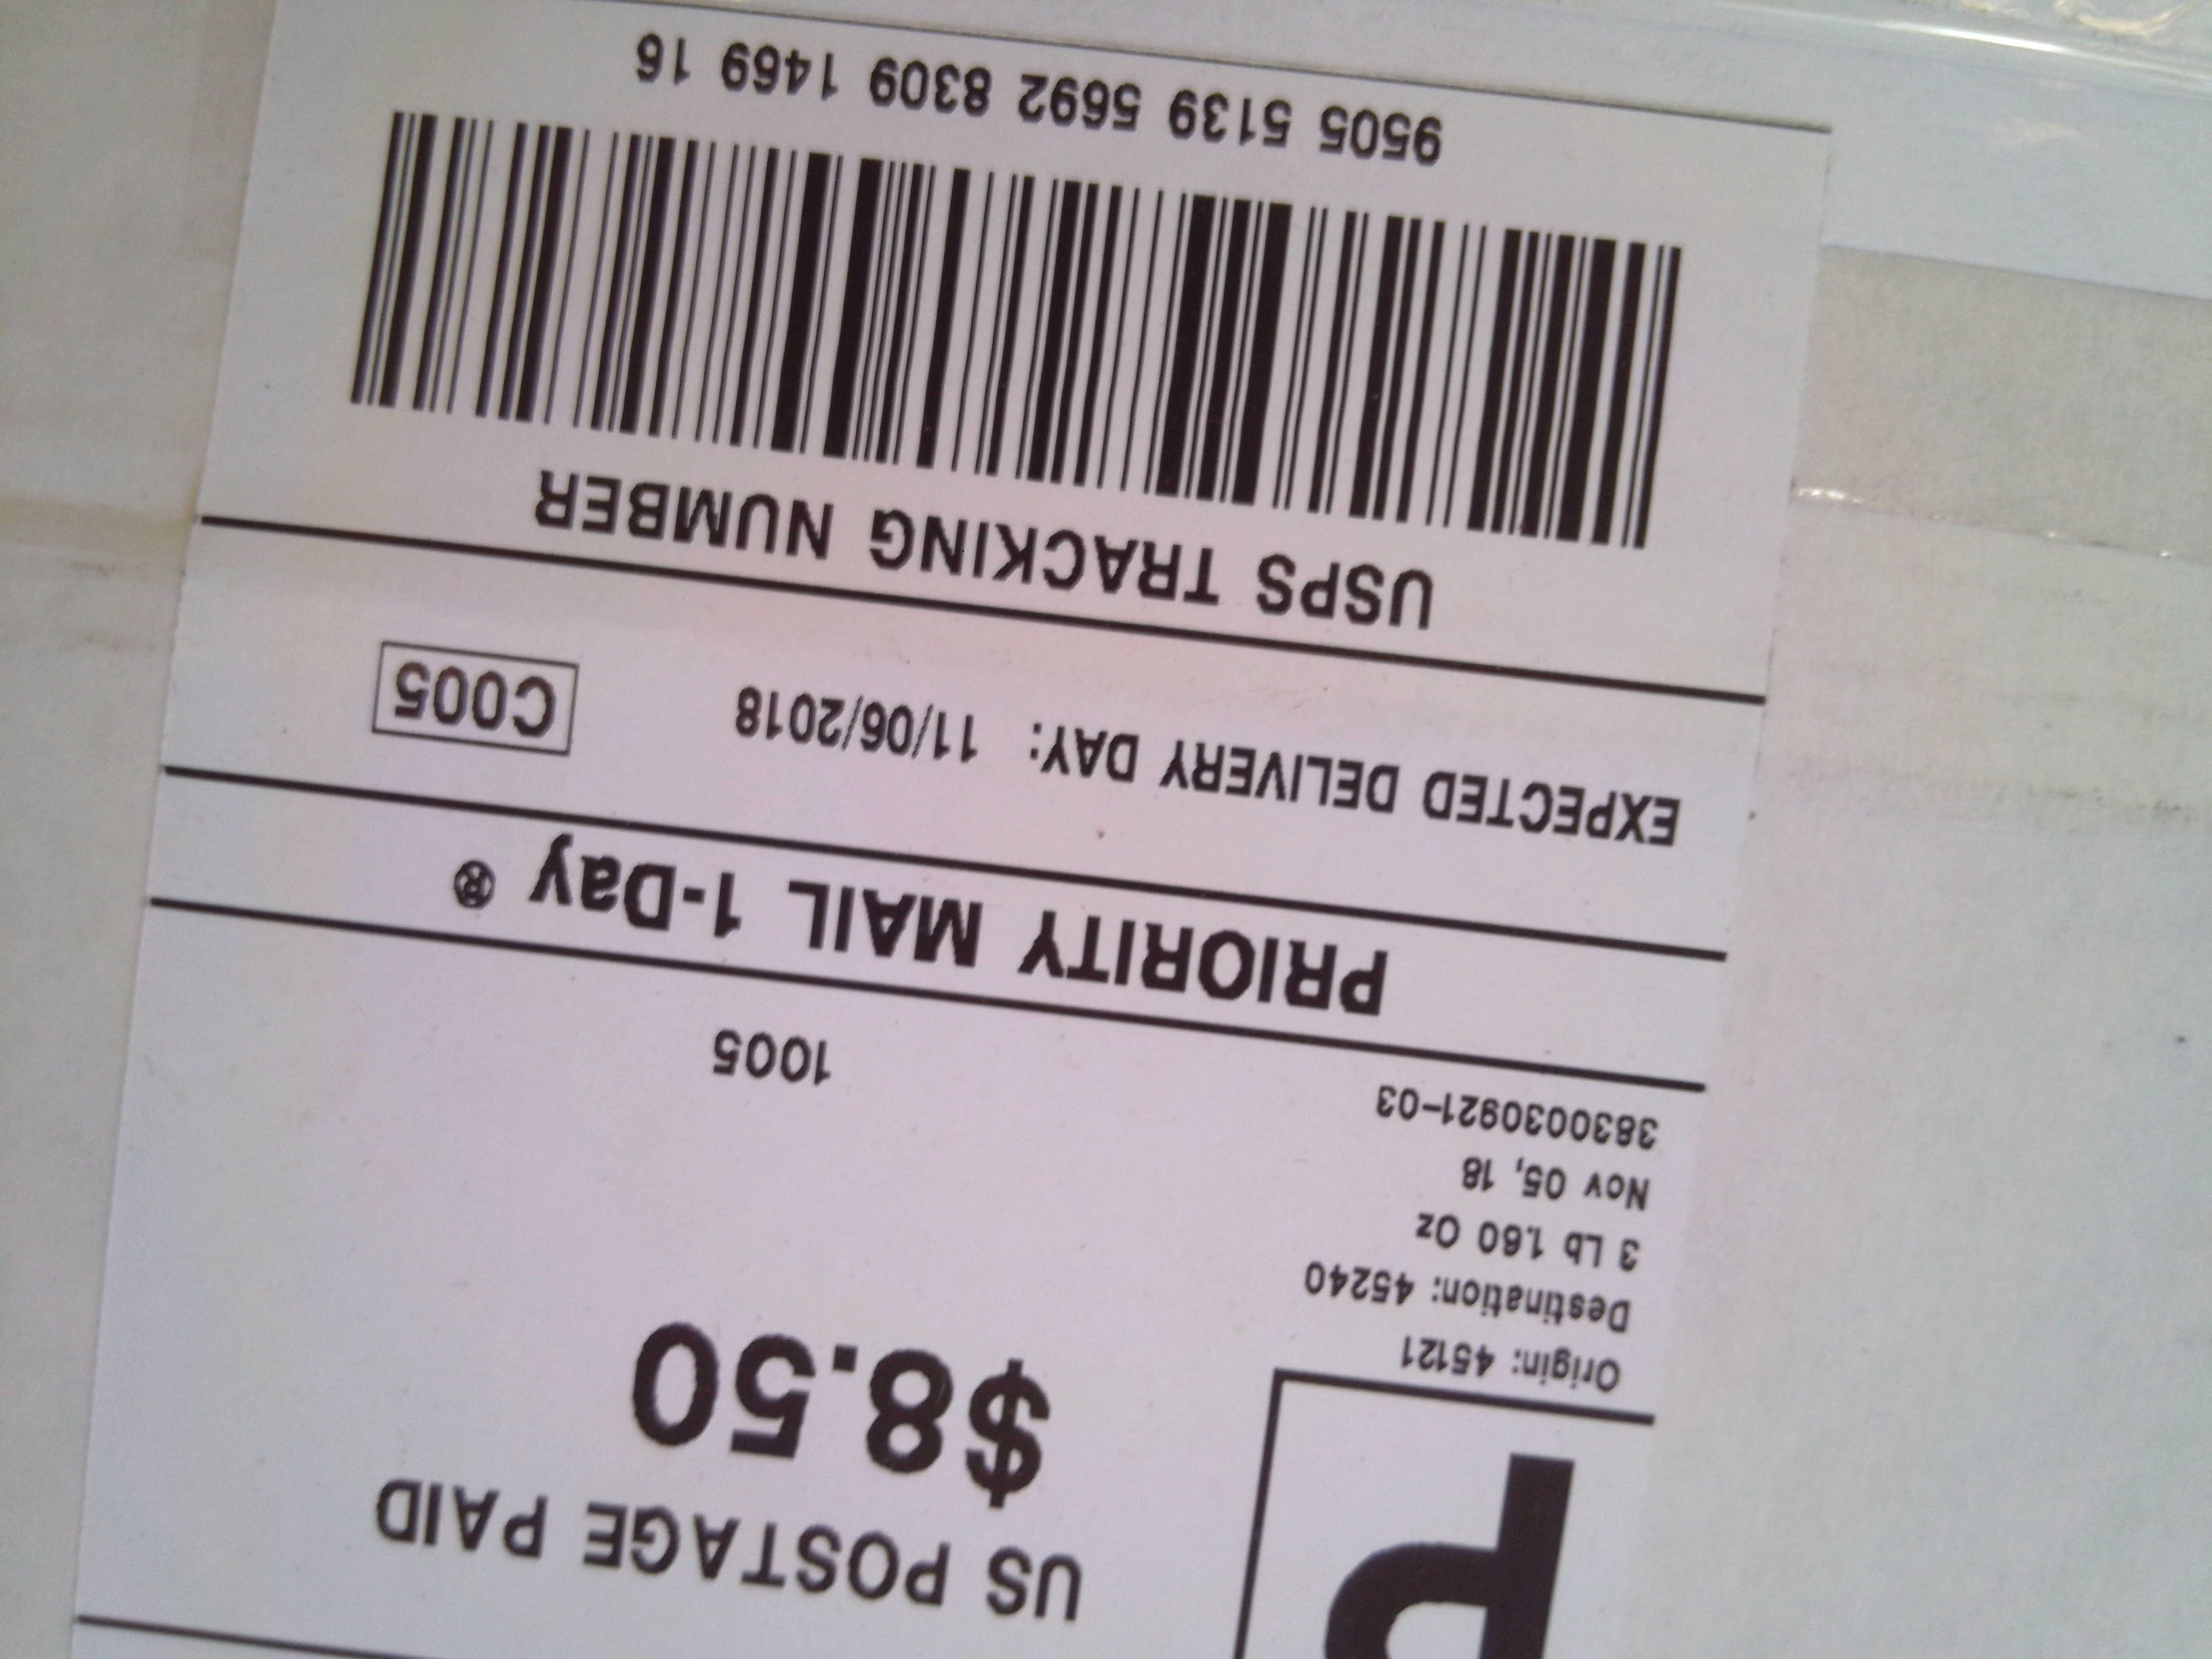 US POSTAGE PAID
$8.50
P
Origin: 45121
Destination: 45240
3 Lb 1.60 Oz
Nov 05, 18
3830030921-03
1005
PRIORITY MAIL 1-Day ®
EXPECTED DELIVERY DAY: 11/06/2018
C005
USPS TRACKING NUMBER
9505 5139 5692 8309 1469 16